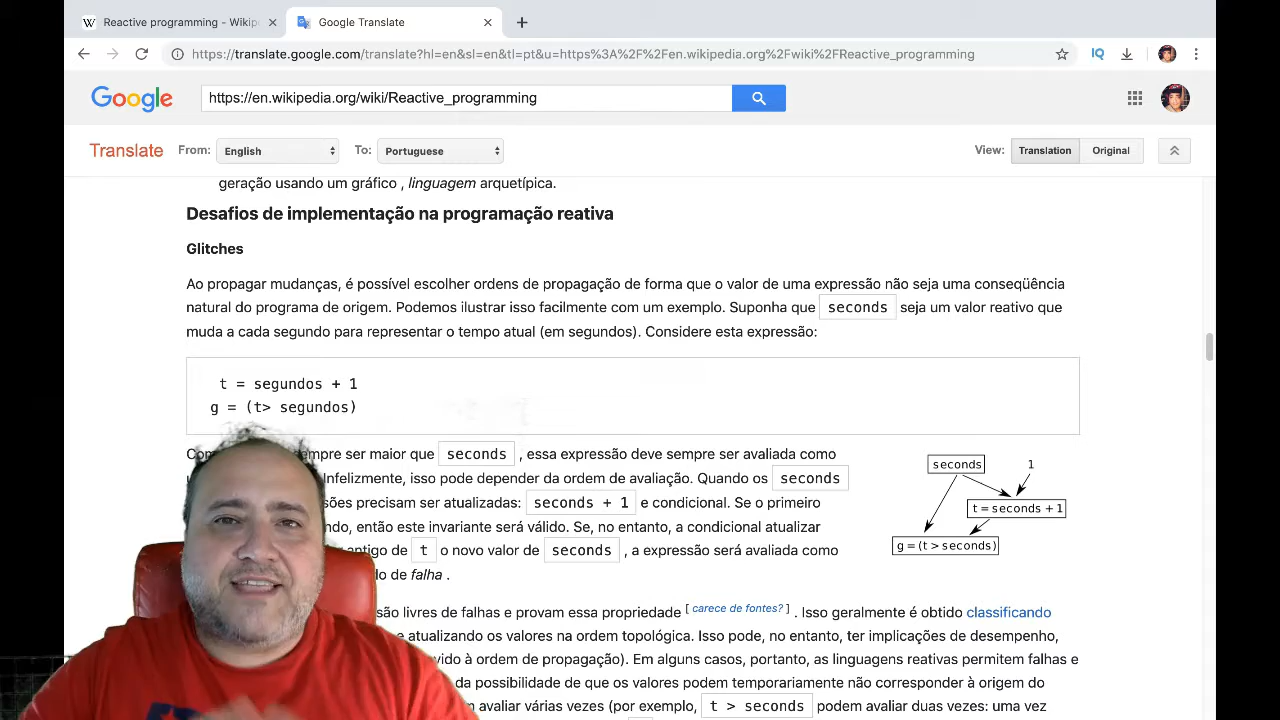 Reactive programming - Wikip
Google Translate
https://translate.google.com/translate?hl=en&sl=en&tl=pt&u=https%3A%2F%2Fen.wikipedia.org%2Fwiki%2FReactive_programming
Google
https://en.wikipedia.org/wiki/Reactive_programming
Translate
From:
English
To:
Portuguese
View:
Translation
Original
geração usando um gráfico , linguagem arquetípica.
Desafios de implementação na programação reativa
Glitches
Ao propagar mudanças, é possível escolher ordens de propagação de forma que o valor de uma expressão não seja uma conseqüência
natural do programa de origem. Podemos ilustrar isso facilmente com um exemplo. Suponha que seconds seja um valor reativo que
muda a cada segundo para representar o tempo atual (em segundos). Considere esta expressão:
t = segundos + 1
g = (t> segundos)
ser maior que seconds , essa expressão deve sempre ser avaliada como
Infelizmente, isso pode depender da ordem de avaliação. Quando os seconds
precisam ser atualizadas: seconds + 1 e condicional. Se o primeiro
então este invariante será válido. Se, no entanto, a condicional atualizar
antigo de t o novo valor de seconds , a expressão será avaliada como
de falha .
seconds
1
t = seconds + 1
g = (t > seconds)
são livres de falhas e provam essa propriedade [ carece de fontes? ] . Isso geralmente é obtido classificando
e atualizando os valores na ordem topológica. Isso pode, no entanto, ter implicações de desempenho,
à ordem de propagação). Em alguns casos, portanto, as linguagens reativas permitem falhas e
da possibilidade de que os valores podem temporariamente não corresponder à origem do
avaliar várias vezes (por exemplo, t > seconds podem avaliar duas vezes: uma vez